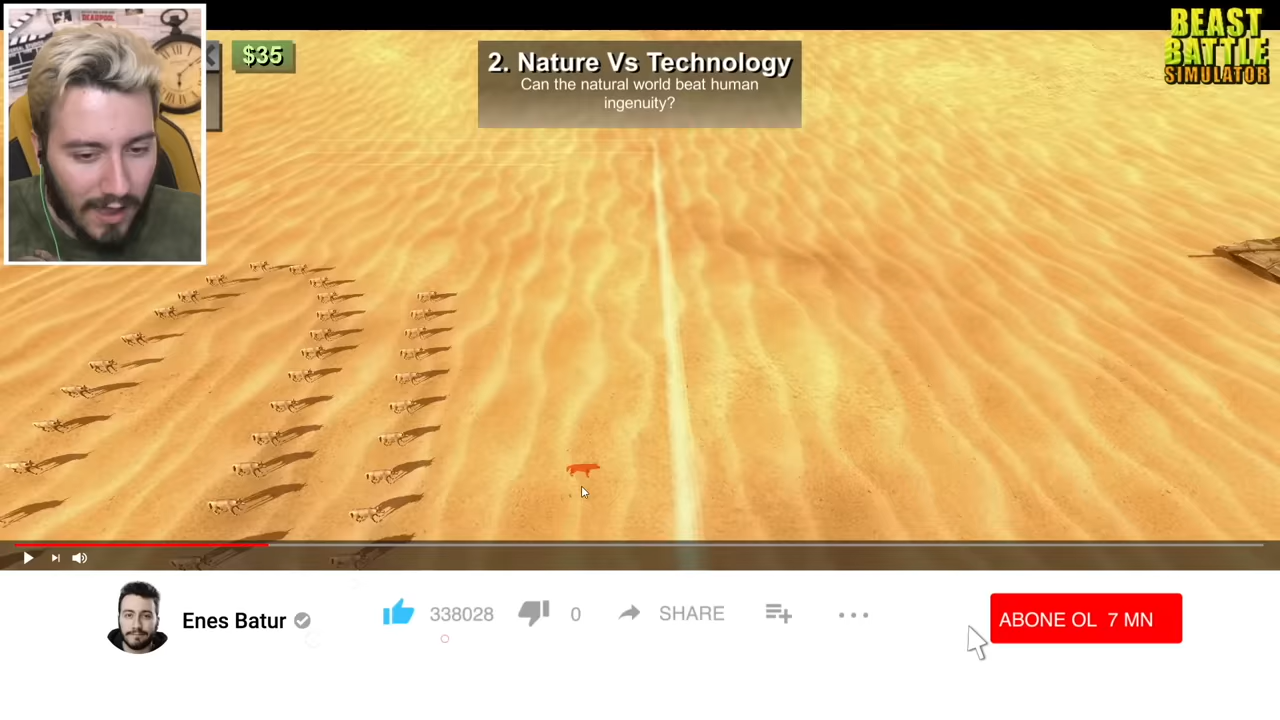 DEADPOOL
$35
2. Nature Vs Technology
Can the natural world beat human
ingenuity?
BEAST
BATTLE
SIMULATOR
Enes Batur
338028
0
SHARE
ABONE OL 7 MN